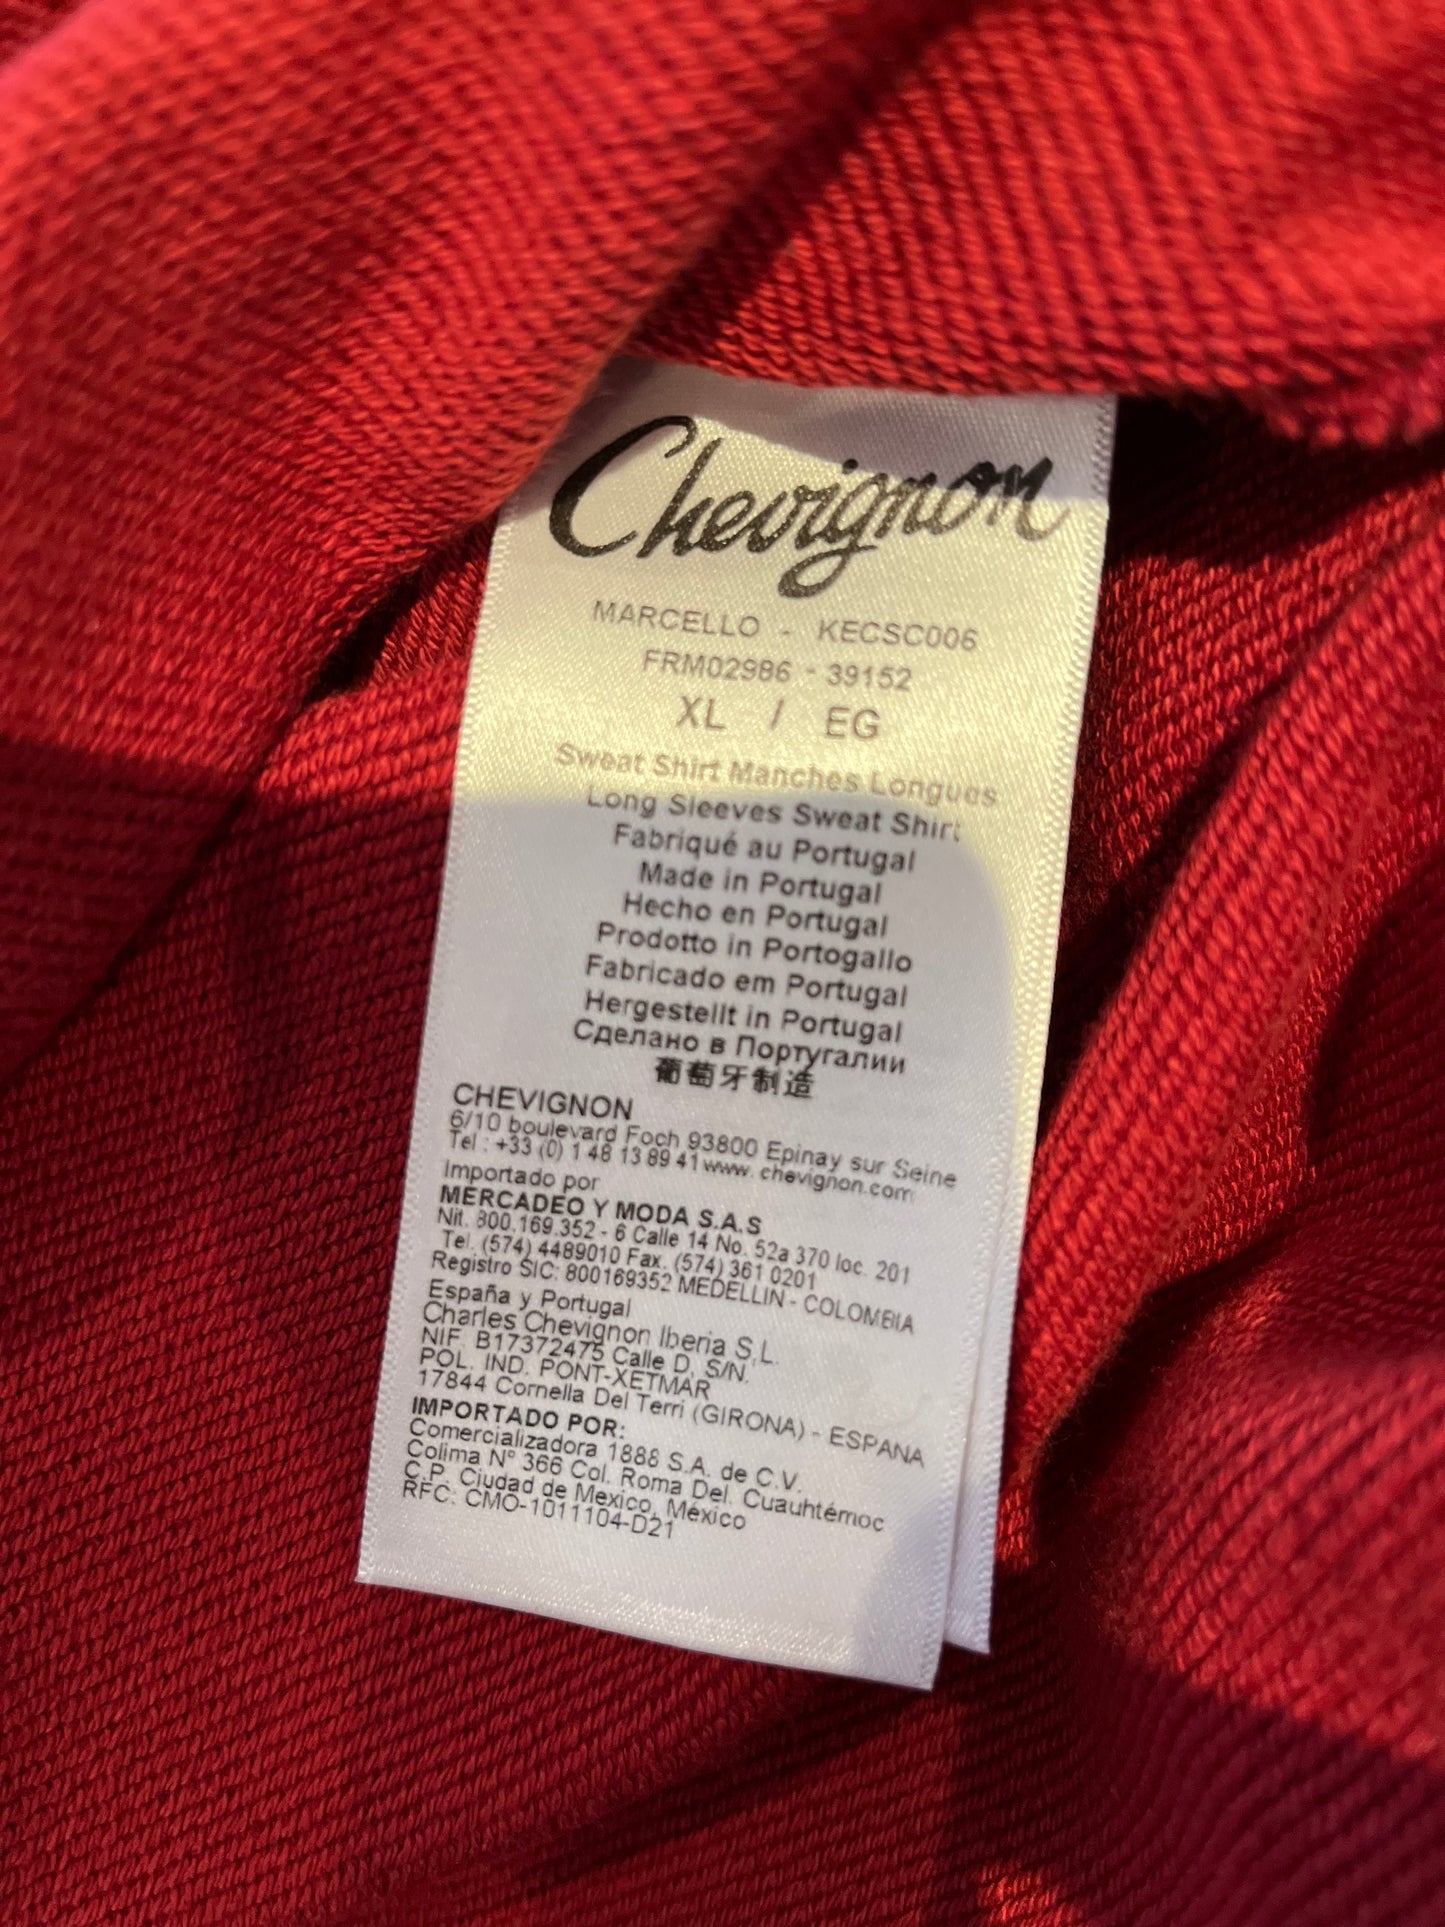 Chevignon
MARCELLO - KECSC006
FRM02986 - 39152
XL / EG
Sweat Shirt Manches Longues
Long Sleeves Sweat Shirt
Fabriqué au Portugal
Made in Portugal
Hecho en Portugal
Prodotto in Portogallo
Fabricado em Portugal
Hergestellt in Portugal
Сделано в Португалии
葡萄牙制造
CHEVIGNON
6/10 boulevard Foch 93800 Epinay sur Seine
Tel : +33 (0) 1 48 13 89 41 www. chevignon.com
Importado por
MERCADEO Y MODA S.A.S
Nit. 800.169.352 - 6 Calle 14 No. 52a 370 loc. 201
Tel. (574) 4489010 Fax. (574) 361 0201
Registro SIC: 800169352 MEDELLIN - COLOMBIA
España y Portugal
Charles Chevignon Iberia S,L.
NIF. B17372475 Calle D, S/N.
POL. IND. PONT-XETMAR
17844 Cornella Del Terri (GIRONA) - ESPANA
IMPORTADO POR:
Comercializadora 1888 S.A. de C.V.
Colima N° 366 Col. Roma Del. Cuauhtémoc
C.P. Ciudad de Mexico, México
RFC: CMO-1011104-D21